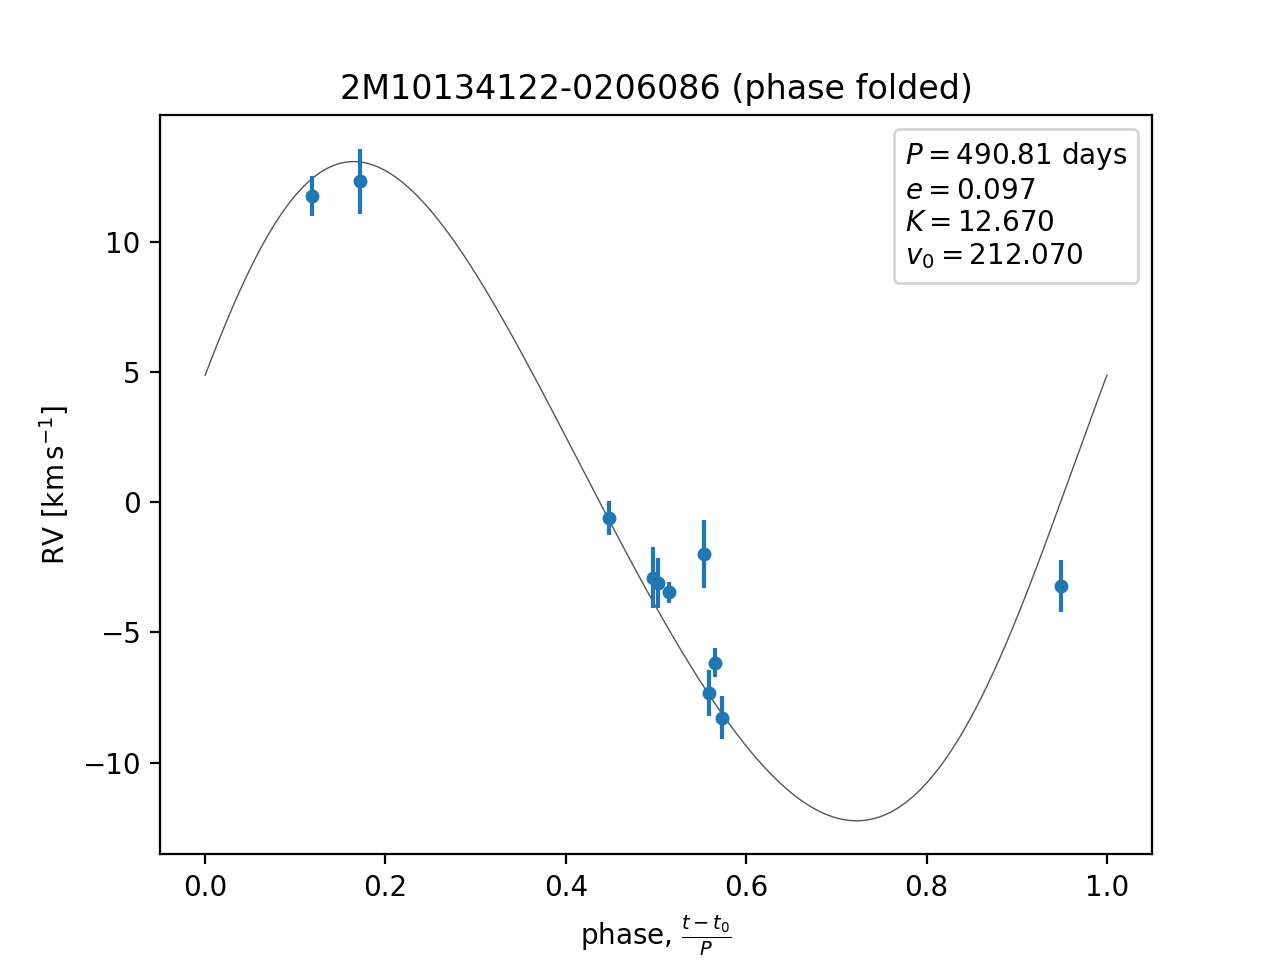 2M10134122-0206086 (phase folded)
P = 490.81 days
e = 0.097
K = 12.670
v₀ = 212.070
10
5
0
−5
−10
RV [km s⁻¹]
0.0 0.2 0.4 0.6 0.8 1.0
phase, (t − t₀)/P